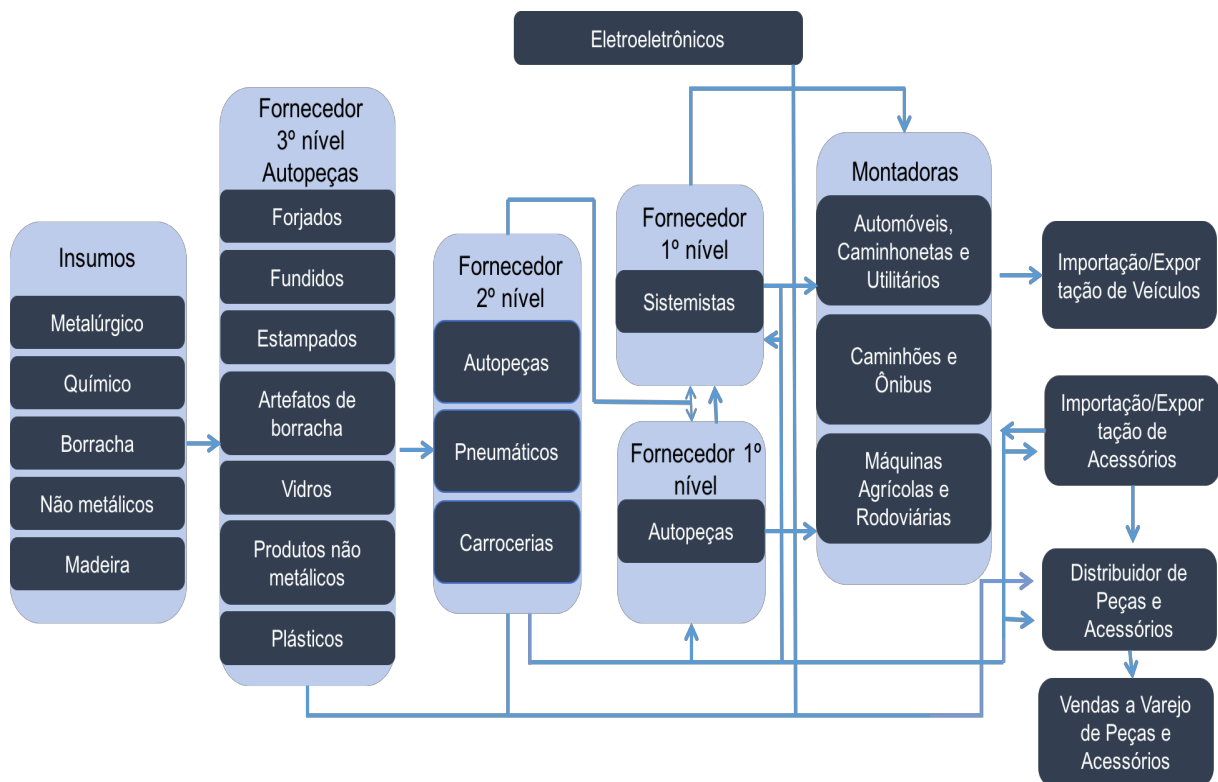 Eletroeletrônicos
Insumos
Metalúrgico
Químico
Borracha
Não metálicos
Madeira
Fornecedor
3º nível
Autopeças
Forjados
Fundidos
Estampados
Artefatos de
borracha
Vidros
Produtos não
metálicos
Plásticos
Fornecedor
2º nível
Autopeças
Pneumáticos
Carrocerias
Fornecedor
1º nível
Sistemistas
Fornecedor 1º
nível
Autopeças
Montadoras
Automóveis,
Caminhonetas e
Utilitários
Caminhões e
Ônibus
Máquinas
Agrícolas e
Rodoviárias
Importação/Expor
tação de Veículos
Importação/Expor
tação de
Acessórios
Distribuidor de
Peças e
Acessórios
Vendas a Varejo
de Peças e
Acessórios